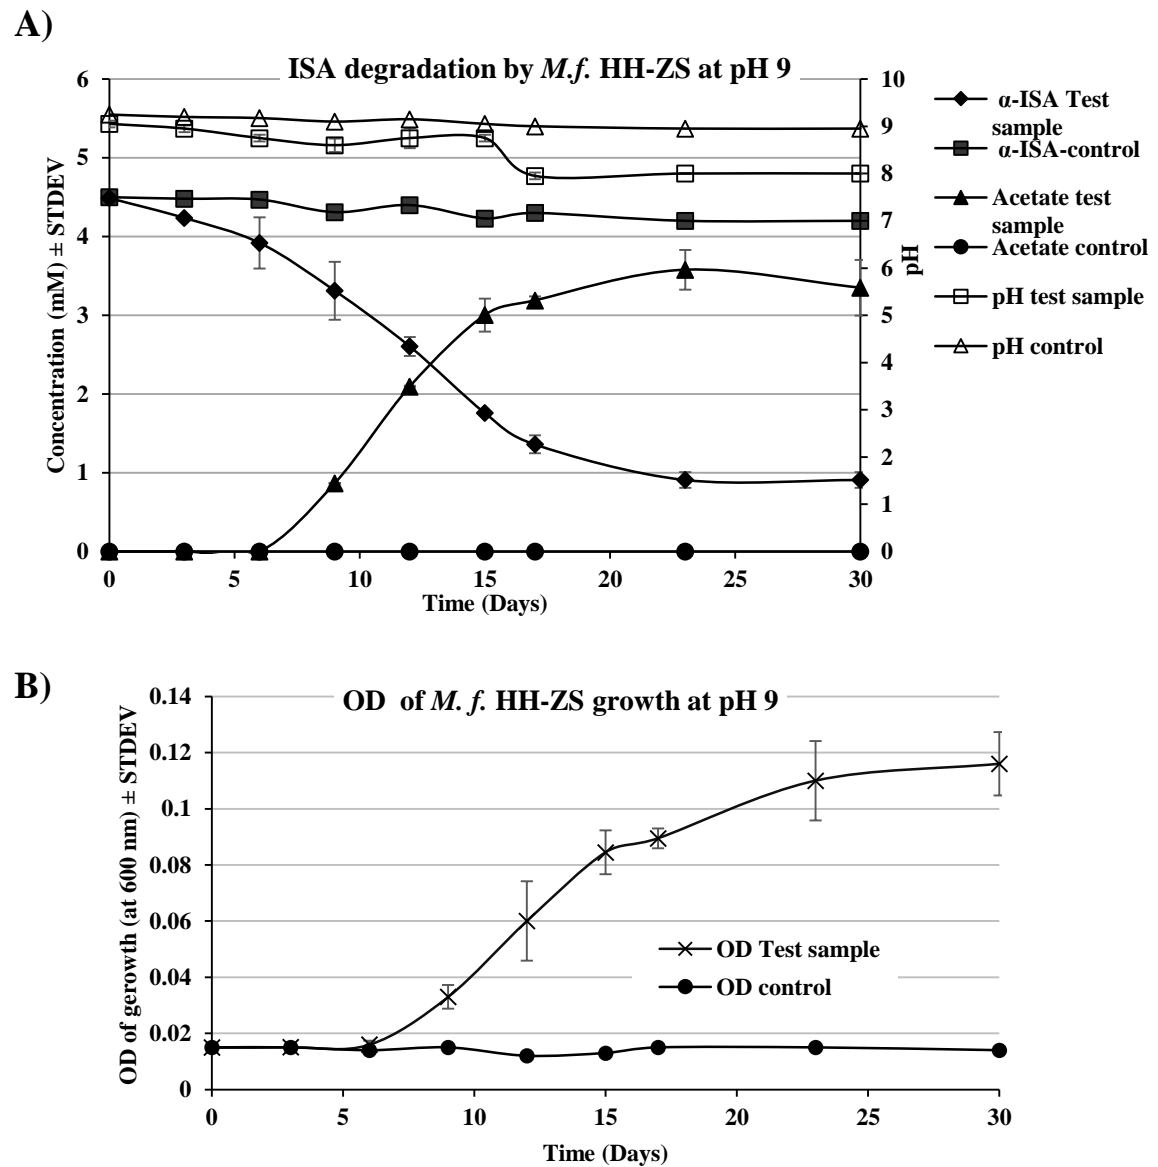 A)
ISA degradation by M.f. HH-ZS at pH 9
6
5
4
3
2
1
0
Concentration (mM) ± STDEV
10
9
8
7
6
5
4
3
2
1
0
pH
0 5 10 15 20 25 30
Time (Days)
α-ISA Test
sample
α-ISA-control
Acetate test
sample
Acetate control
pH test sample
pH control
B)
OD of M. f. HH-ZS growth at pH 9
0.14
0.12
0.1
0.08
0.06
0.04
0.02
0
OD of gerowth (at 600 nm) ± STDEV
OD Test sample
OD control
0 5 10 15 20 25 30
Time (Days)